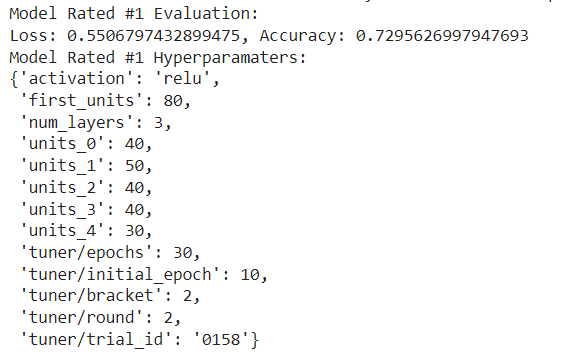 Model Rated #1 Evaluation:
Loss: 0.5506797432899475, Accuracy: 0.7295626997947693
Model Rated #1 Hyperparamaters:
{'activation': 'relu',
 'first_units': 80,
 'num_layers': 3,
 'units_0': 40,
 'units_1': 50,
 'units_2': 40,
 'units_3': 40,
 'units_4': 30,
 'tuner/epochs': 30,
 'tuner/initial_epoch': 10,
 'tuner/bracket': 2,
 'tuner/round': 2,
 'tuner/trial_id': '0158'}